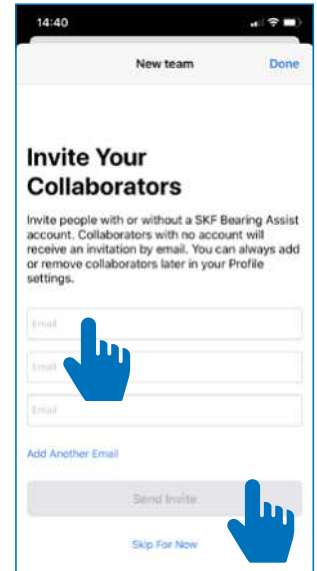 14:40
New team
Done
Invite Your
Collaborators
Invite people with or without a SKF Bearing Assist
account. Collaborators with no account will
receive an invitation by email. You can always add
or remove collaborators later in your Profile
settings.
Email
Email
Email
Add Another Email
Send Invite
Skip For Now